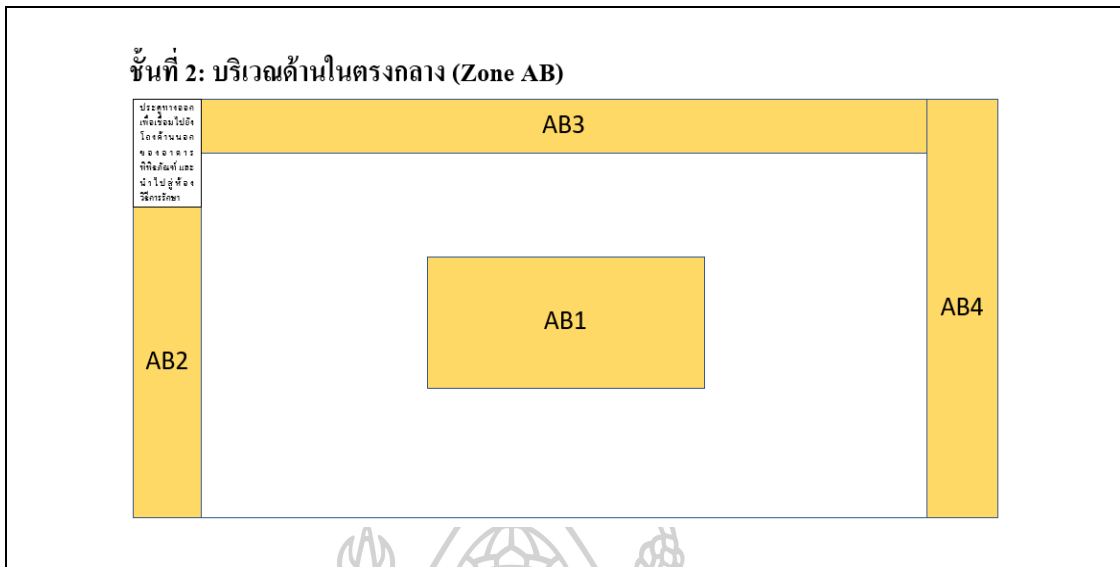 ชั้นที่ 2: บริเวณด้านในตรงกลาง (Zone AB)
ประตูทางออก
เพื่อเชื่อมไปยัง
โถงด้านนอก
ของอาคาร
พิพิธภัณฑ์ และ
นำไปสู่ห้อง
วิธีการรักษา
AB3
AB1
AB4
AB2